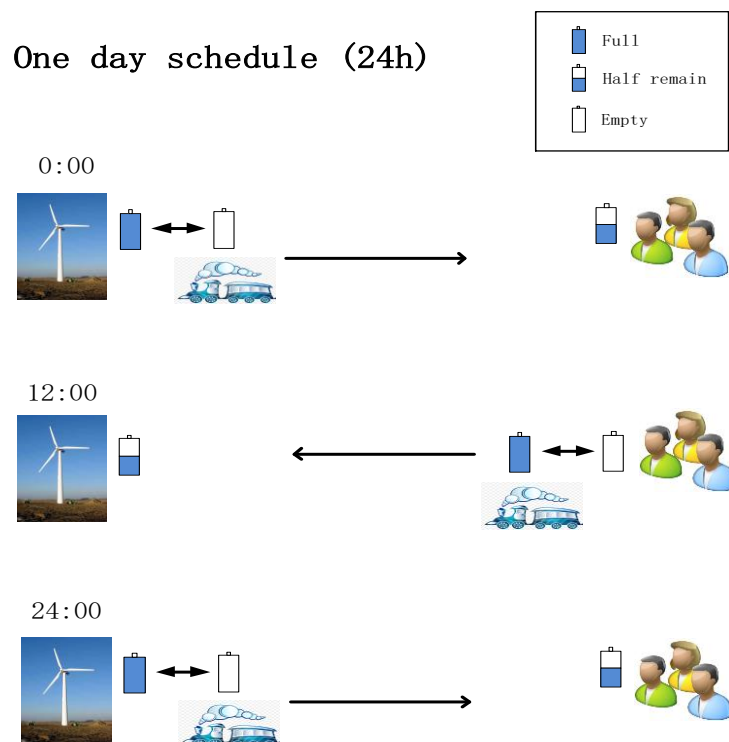 One day schedule (24h)
Full
Half remain
Empty
0:00
12:00
24:00